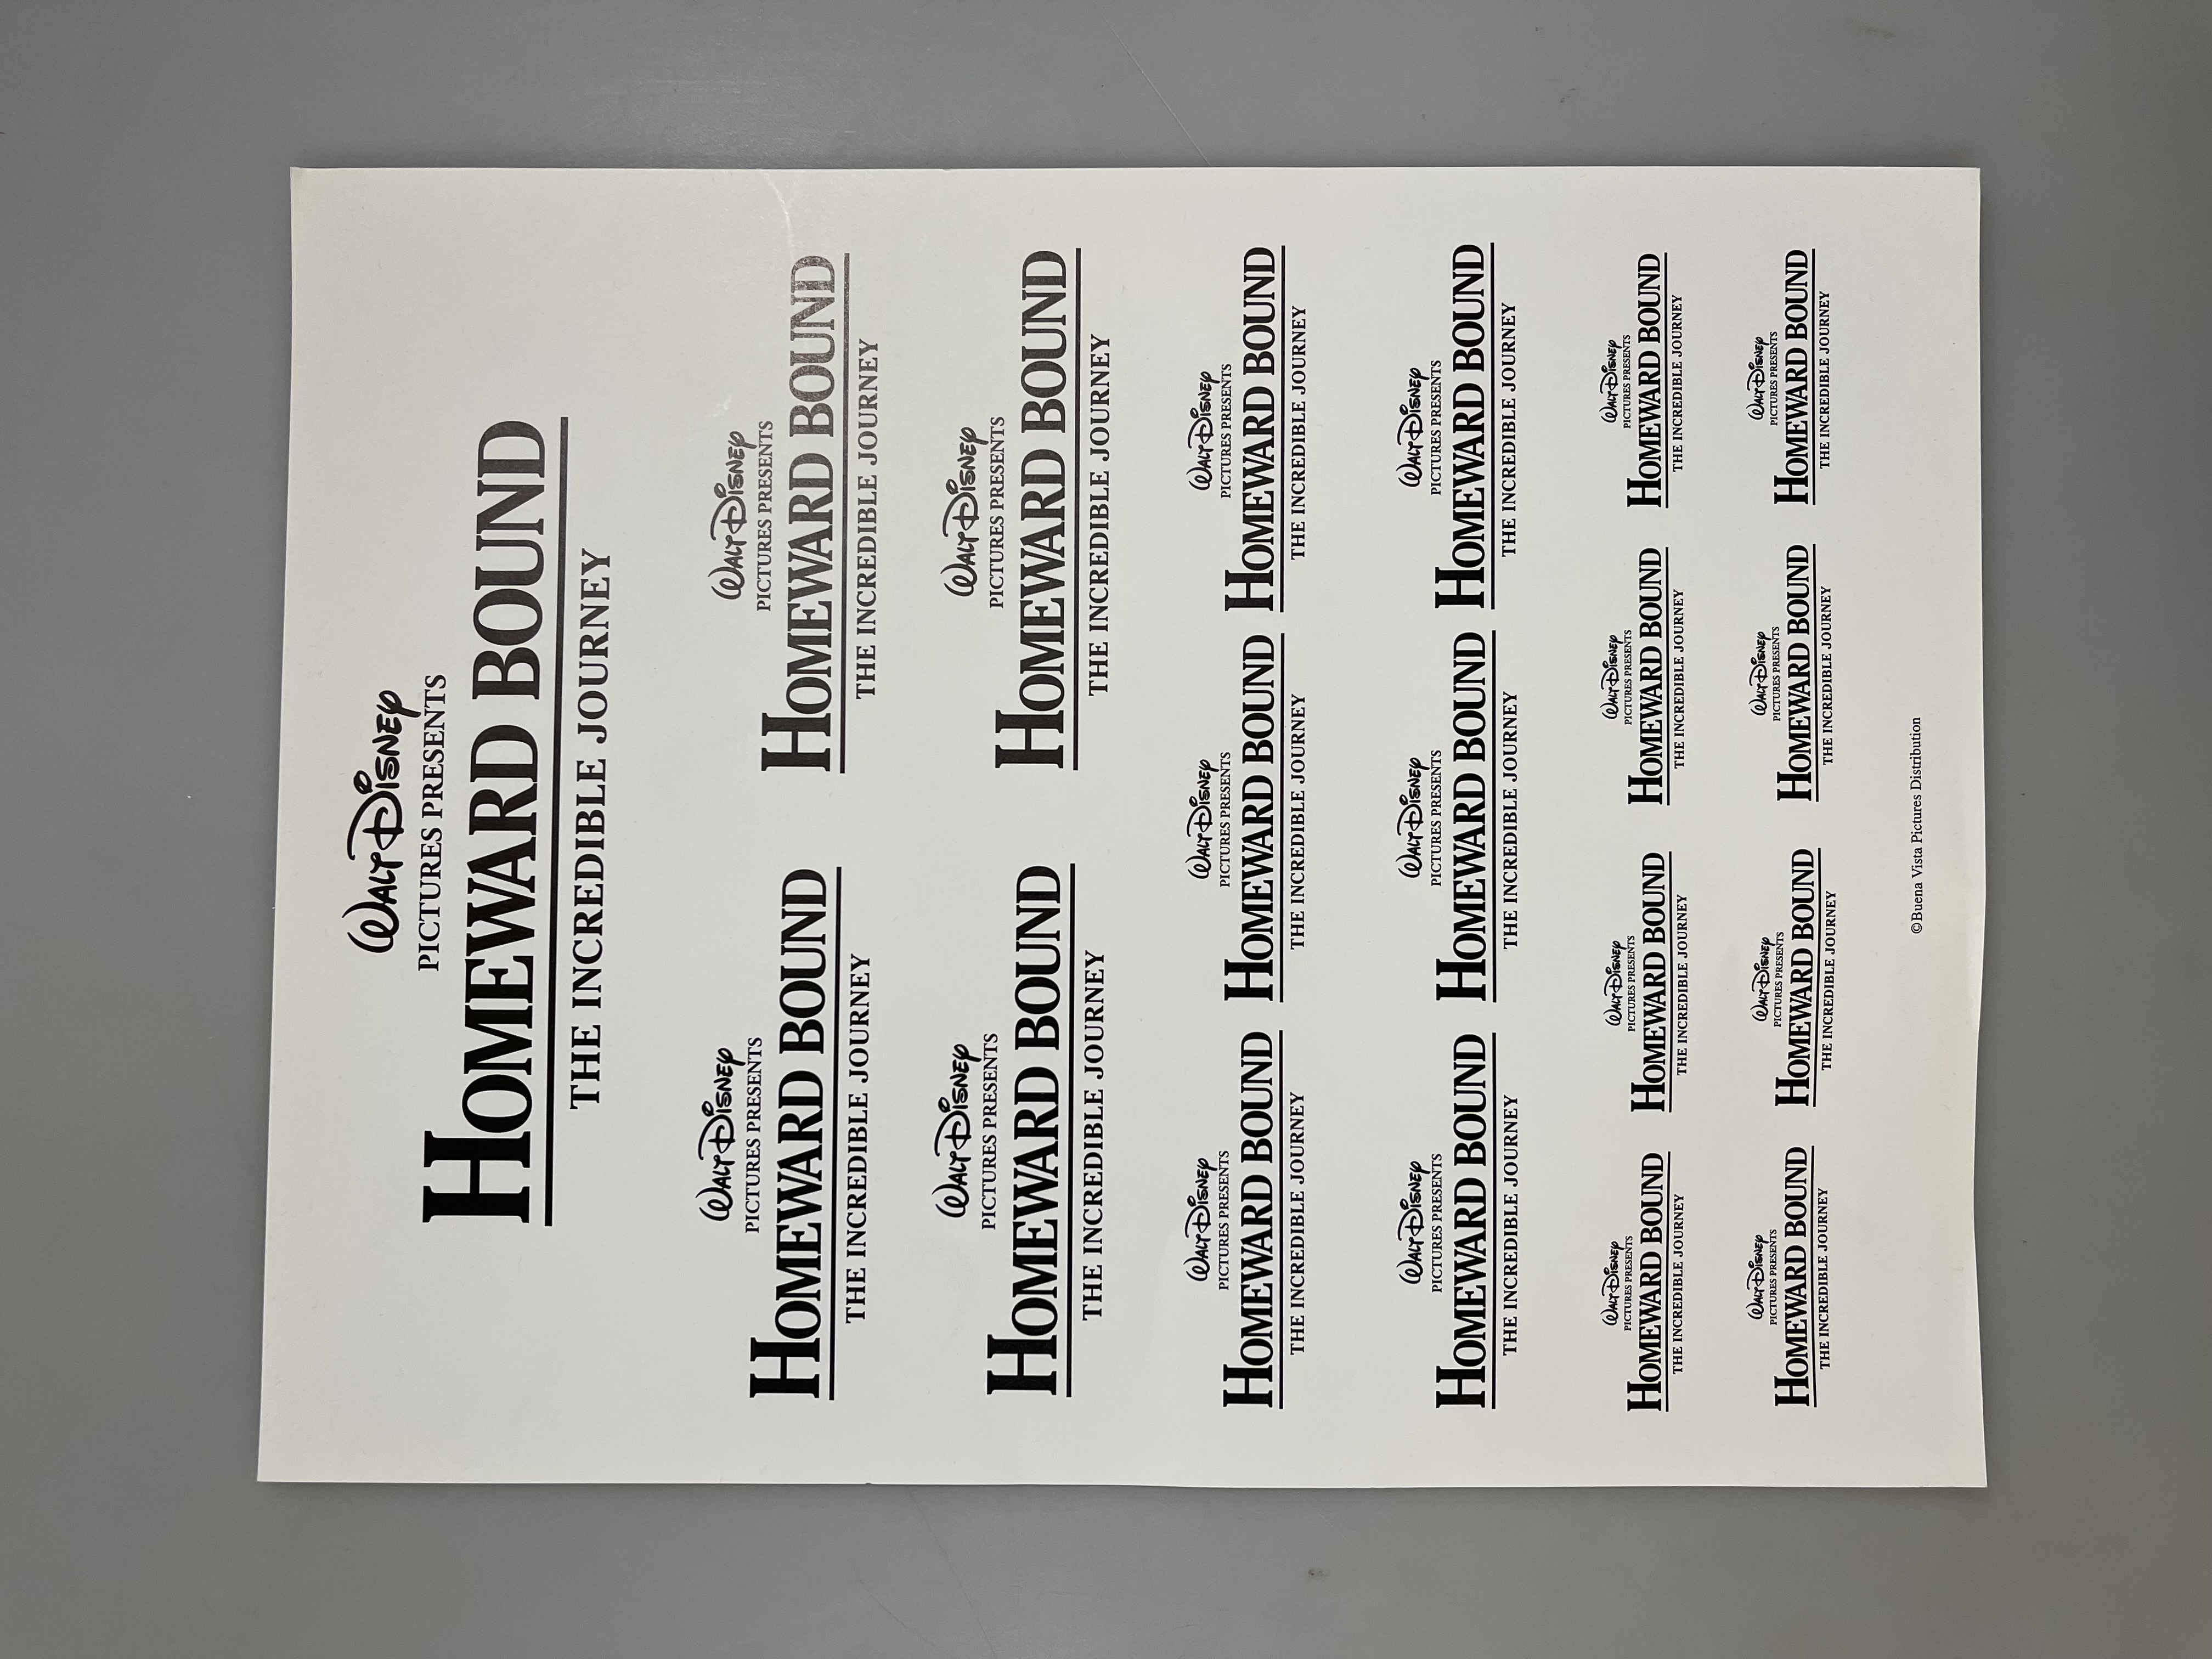 Walt Disney
PICTURES PRESENTS
HOMEWARD BOUND
THE INCREDIBLE JOURNEY
Walt Disney
PICTURES PRESENTS
HOMEWARD BOUND
THE INCREDIBLE JOURNEY
Walt Disney
PICTURES PRESENTS
HOMEWARD BOUND
THE INCREDIBLE JOURNEY
Walt Disney
PICTURES PRESENTS
HOMEWARD BOUND
THE INCREDIBLE JOURNEY
Walt Disney
PICTURES PRESENTS
HOMEWARD BOUND
THE INCREDIBLE JOURNEY
Walt Disney
PICTURES PRESENTS
HOMEWARD BOUND
THE INCREDIBLE JOURNEY
Walt Disney
PICTURES PRESENTS
HOMEWARD BOUND
THE INCREDIBLE JOURNEY
Walt Disney
PICTURES PRESENTS
HOMEWARD BOUND
THE INCREDIBLE JOURNEY
Walt Disney
PICTURES PRESENTS
HOMEWARD BOUND
THE INCREDIBLE JOURNEY
Walt Disney
PICTURES PRESENTS
HOMEWARD BOUND
THE INCREDIBLE JOURNEY
Walt Disney
PICTURES PRESENTS
HOMEWARD BOUND
THE INCREDIBLE JOURNEY
Walt Disney
PICTURES PRESENTS
HOMEWARD BOUND
THE INCREDIBLE JOURNEY
Walt Disney
PICTURES PRESENTS
HOMEWARD BOUND
THE INCREDIBLE JOURNEY
Walt Disney
PICTURES PRESENTS
HOMEWARD BOUND
THE INCREDIBLE JOURNEY
Walt Disney
PICTURES PRESENTS
HOMEWARD BOUND
THE INCREDIBLE JOURNEY
Walt Disney
PICTURES PRESENTS
HOMEWARD BOUND
THE INCREDIBLE JOURNEY
Walt Disney
PICTURES PRESENTS
HOMEWARD BOUND
THE INCREDIBLE JOURNEY
Walt Disney
PICTURES PRESENTS
HOMEWARD BOUND
THE INCREDIBLE JOURNEY
Walt Disney
PICTURES PRESENTS
HOMEWARD BOUND
THE INCREDIBLE JOURNEY
©Buena Vista Pictures Distribution